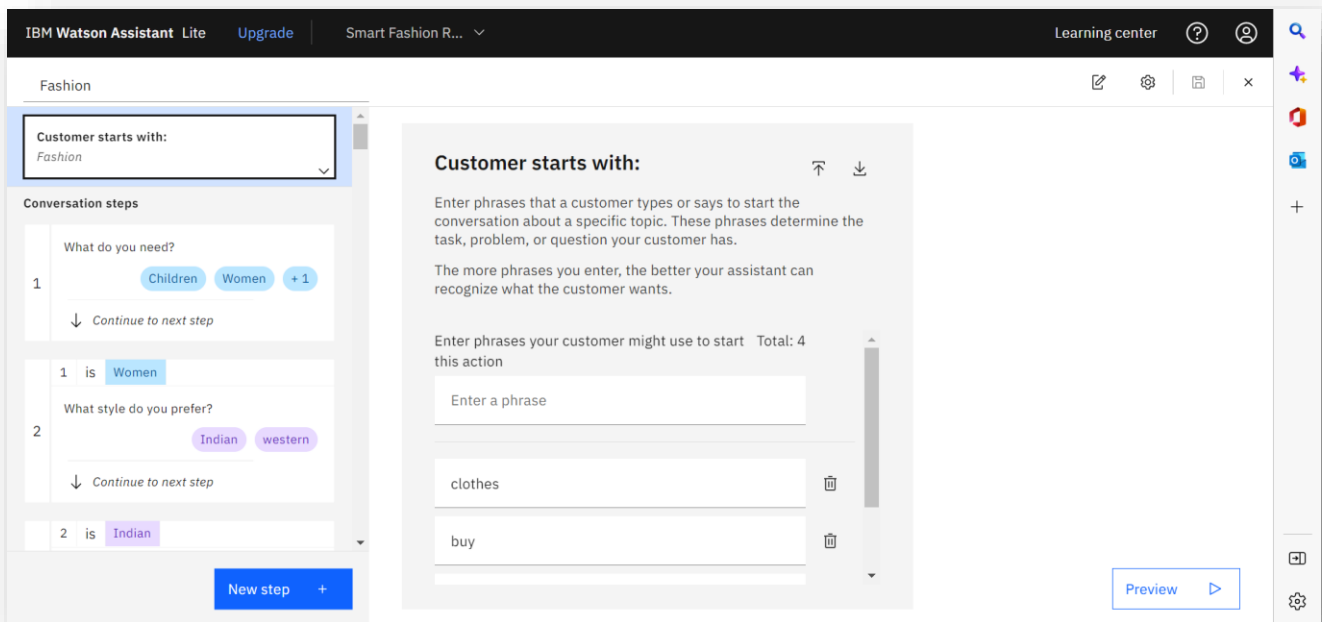 IBM Watson Assistant Lite Upgrade Smart Fashion R... Learning center
Fashion
Customer starts with:
Fashion
Conversation steps
1
What do you need?
Children Women + 1
Continue to next step
1 is Women
2
What style do you prefer?
Indian western
Continue to next step
2 is Indian
New step +
Customer starts with:
Enter phrases that a customer types or says to start the
conversation about a specific topic. These phrases determine the
task, problem, or question your customer has.
The more phrases you enter, the better your assistant can
recognize what the customer wants.
Enter phrases your customer might use to start Total: 4
this action
Enter a phrase
clothes
buy
Preview